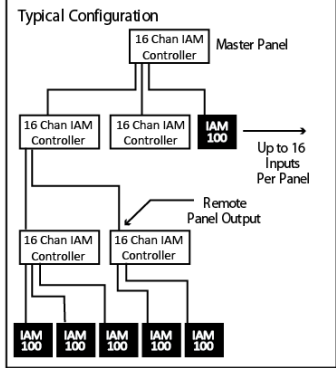 Typical Configuration
16 Chan IAM
Controller
Master Panel
16 Chan IAM
Controller
16 Chan IAM
Controller
IAM
100
Up to 16
Inputs
Per Panel
Remote
Panel Output
16 Chan IAM
Controller
16 Chan IAM
Controller
IAM
100
IAM
100
IAM
100
IAM
100
IAM
100